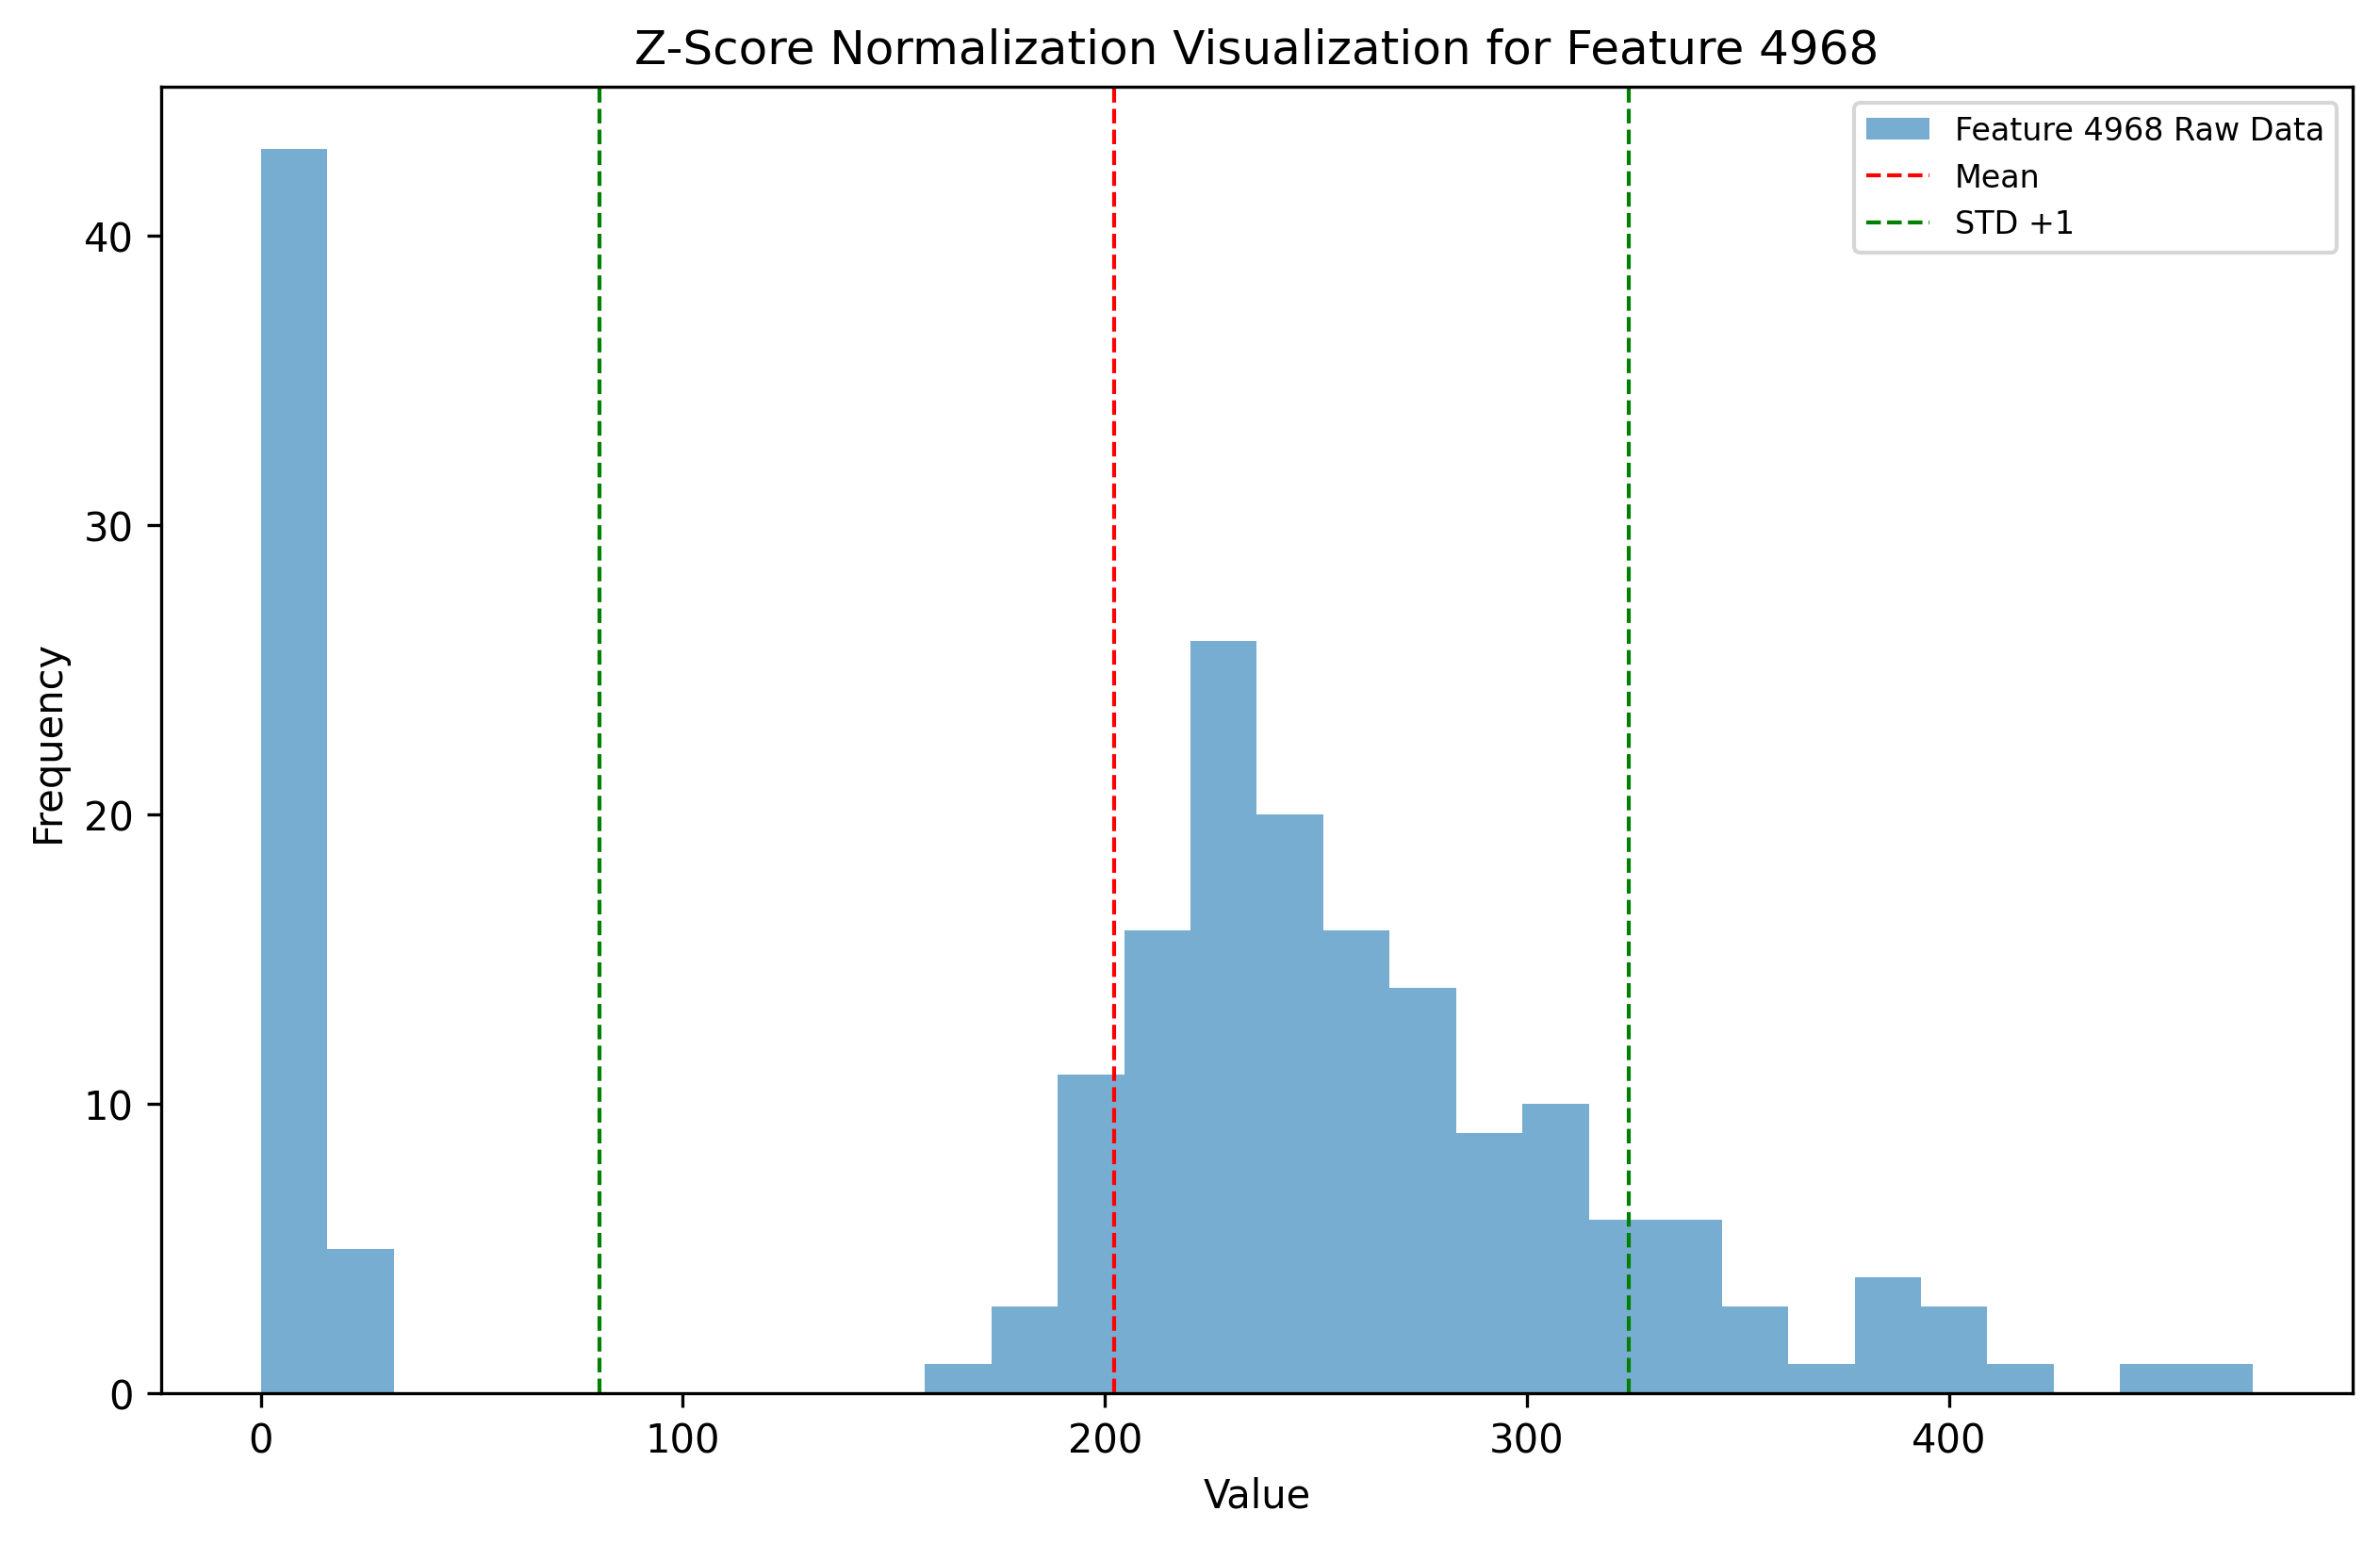 Z-Score Normalization Visualization for Feature 4968
Feature 4968 Raw Data
Mean
STD +1
40
30
20
10
0
Frequency
0 100 200 300 400
Value